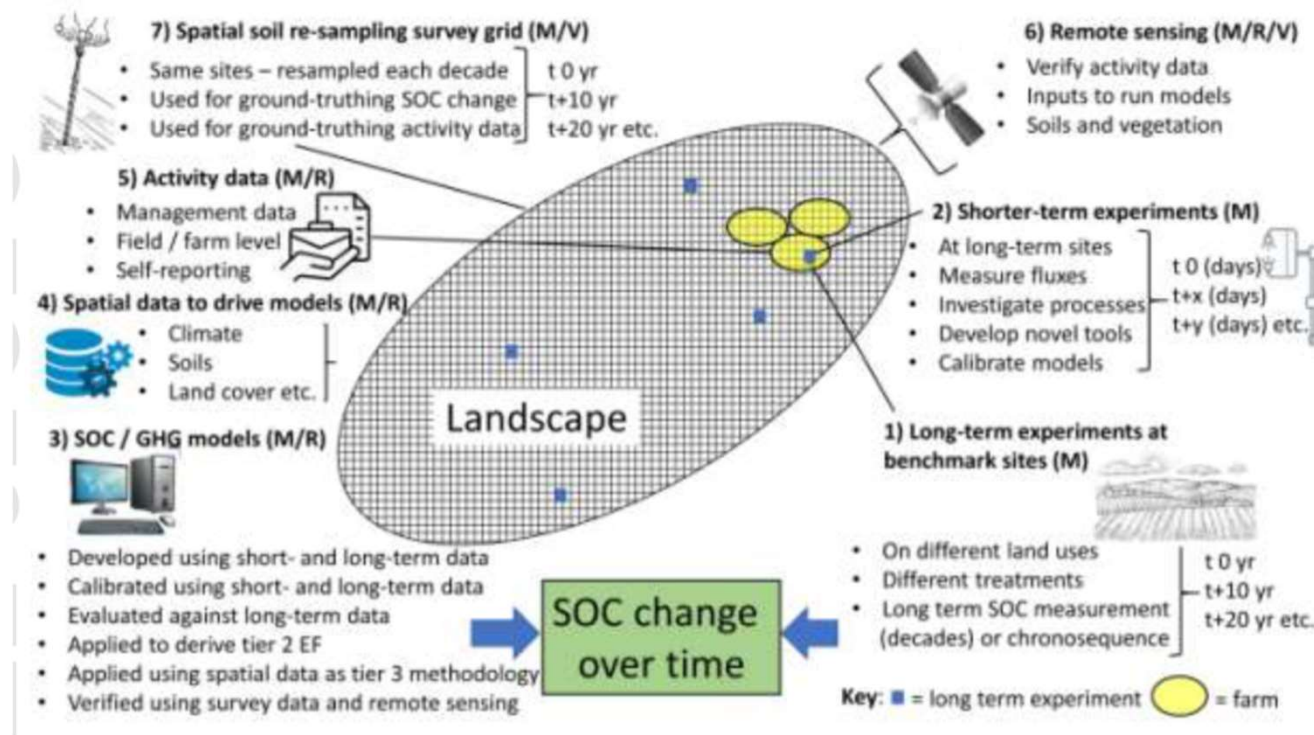 7) Spatial soil re-sampling survey grid (M/V)
• Same sites – resampled each decade
• Used for ground-truthing SOC change
• Used for ground-truthing activity data
t 0 yr
t+10 yr
t+20 yr etc.
6) Remote sensing (M/R/V)
• Verify activity data
• Inputs to run models
• Soils and vegetation
5) Activity data (M/R)
• Management data
• Field / farm level
• Self-reporting
2) Shorter-term experiments (M)
• At long-term sites
• Measure fluxes
• Investigate processes
• Develop novel tools
• Calibrate models
t 0 (days)
t+x (days)
t+y (days) etc.
4) Spatial data to drive models (M/R)
• Climate
• Soils
• Land cover etc.
Landscape
3) SOC / GHG models (M/R)
• Developed using short- and long-term data
• Calibrated using short- and long-term data
• Evaluated against long-term data
• Applied to derive tier 2 EF
• Applied using spatial data as tier 3 methodology
• Verified using survey data and remote sensing
1) Long-term experiments at
benchmark sites (M)
• On different land uses
• Different treatments
• Long term SOC measurement
(decades) or chronosequence
t 0 yr
t+10 yr
t+20 yr etc.
SOC change
over time
Key: = long term experiment = farm